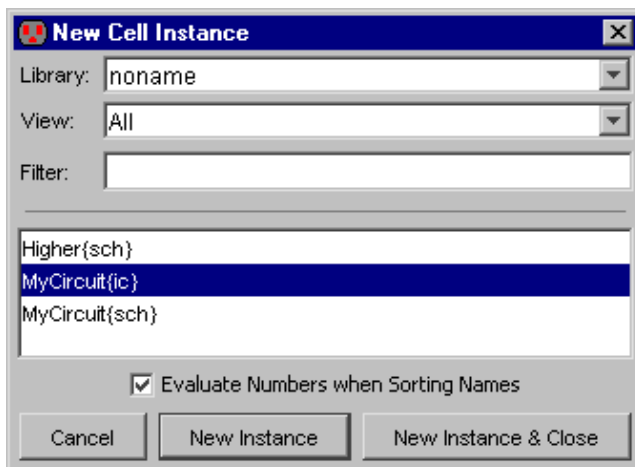 New Cell Instance
Library: noname
View: All
Filter:
Higher{sch}
MyCircuit{ic}
MyCircuit{sch}
Evaluate Numbers when Sorting Names
Cancel New Instance New Instance & Close